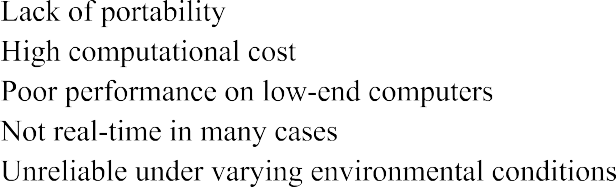 Lack of portability
High computational cost
Poor performance on low-end computers
Not real-time in many cases
Unreliable under varying environmental conditions